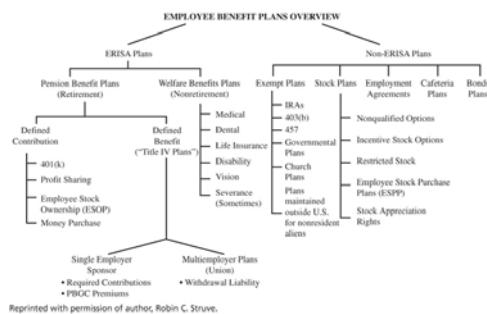 EMPLOYEE BENEFIT PLANS OVERVIEW
ERISA Plans
Non-ERISA Plans
Pension Benefit Plans
(Retirement)
Welfare Benefits Plans
(Nonretirement)
Exempt Plans
Stock Plans
Employment
Agreements
Cafeteria
Plans
Plans
Defined
Contribution
401(k)
Profit Sharing
Employee Stock
Ownership (ESOP)
Money Purchase
Defined
Benefit
("Title IV Plans")
Medical
Dental
Life Insurance
Disability
Vision
Severance
(Sometimes)
IRAs
403(b)
457
Governmental
Plans
Church
Plans
Plans
maintained
outside U.S.
for nonresident
aliens
Nonqualified Options
Incentive Stock Options
Restricted Stock
Employee Stock Purchase
Plans (ESPP)
Stock Appreciation
Rights
Single Employer
Sponsor
• Required Contributions
• PBGC Premiums
Multiemployer Plans
(Union)
• Withdrawal Liability
Reprinted with permission of author, Robin C. Struve.